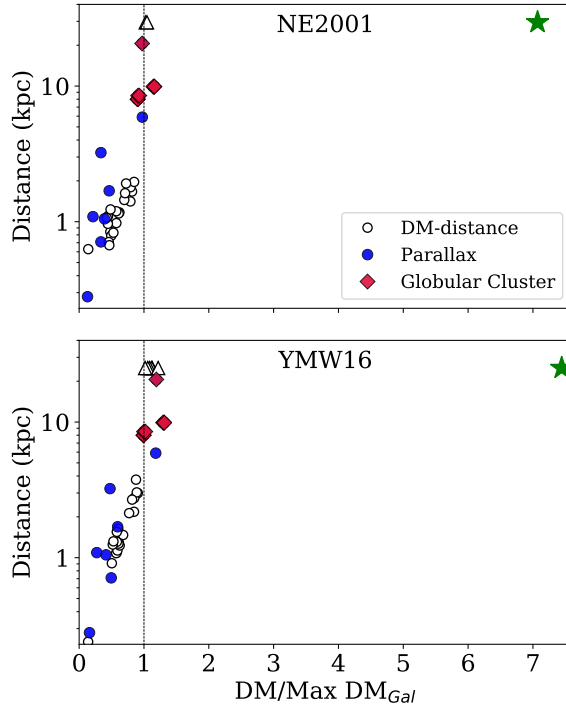 NE2001
Distance (kpc)
10
1
DM-distance
Parallax
Globular Cluster
YMW16
Distance (kpc)
10
1
0 1 2 3 4 5 6 7
DM/Max DM_Gal